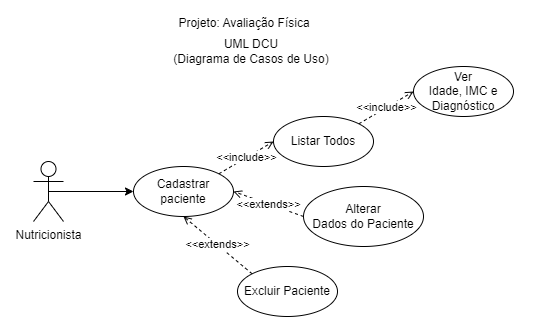 Projeto: Avaliação Física
UML DCU
(Diagrama de Casos de Uso)
Ver
Idade, IMC e
Diagnóstico
<<include>>
Listar Todos
<<include>>
Cadastrar
paciente
<<extends>>
Alterar
Dados do Paciente
Nutricionista
<<extends>>
Excluir Paciente